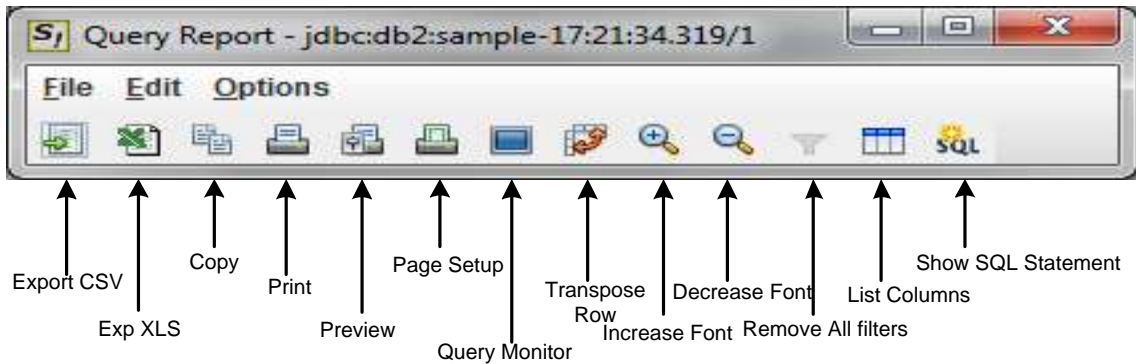 S/ Query Report - jdbc:db2:sample-17:21:34.319/1
File Edit Options
SQL
Export CSV
Exp XLS
Copy
Print
Preview
Page Setup
Query Monitor
Transpose
Row
Increase Font
Decrease Font
Remove All filters
List Columns
Show SQL Statement